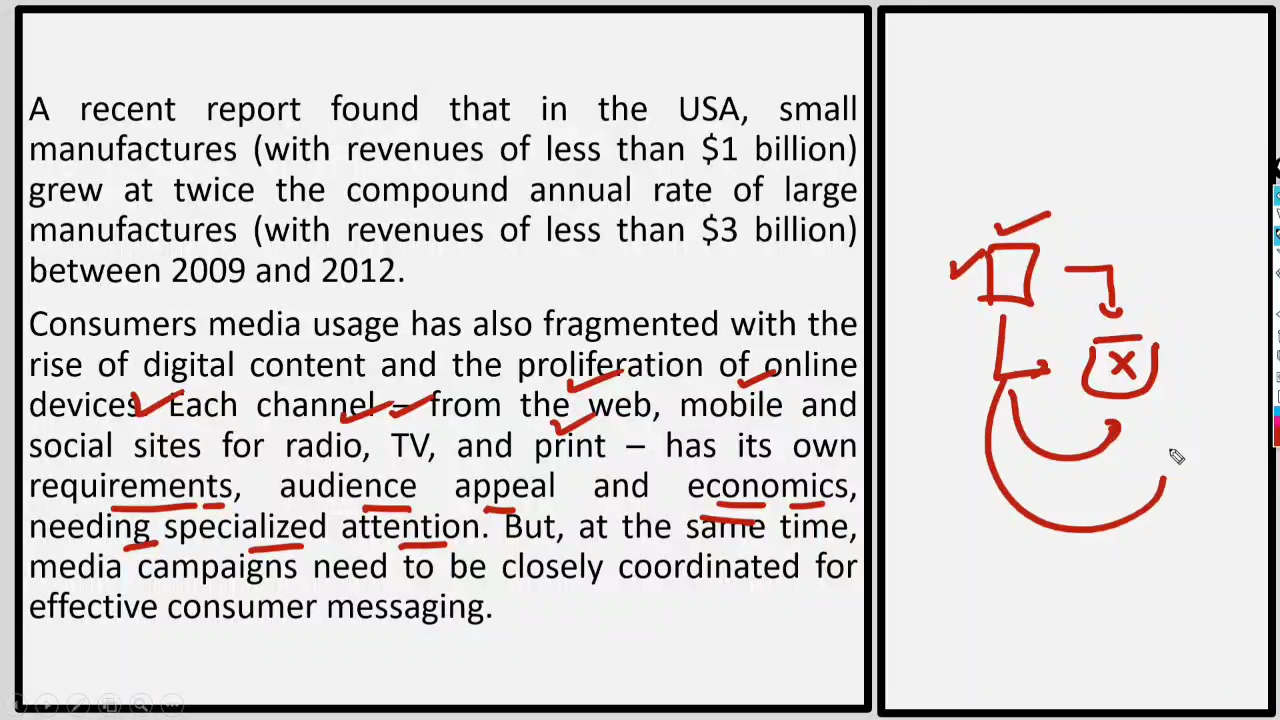 A recent report found that in the USA, small
manufactures (with revenues of less than $1 billion)
grew at twice the compound annual rate of large
manufactures (with revenues of less than $3 billion)
between 2009 and 2012.
Consumers media usage has also fragmented with the
rise of digital content and the proliferation of online
devices. Each channel – from the web, mobile and
social sites for radio, TV, and print – has its own
requirements, audience appeal and economics,
needing specialized attention. But, at the same time,
media campaigns need to be closely coordinated for
effective consumer messaging.